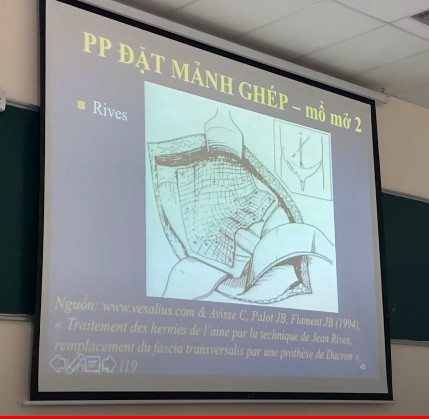 PP ĐẶT MẢNH GHÉP – mổ mở 2
Rives
Nguồn: www.vesalius.com & Avisse C, Palot JB, Flament JB (1994),
« Traitement des hernies de l'aine par la technique de Jean Rives,
remplacement du fascia transversalis par une prothèse de Dacron »,
119
43